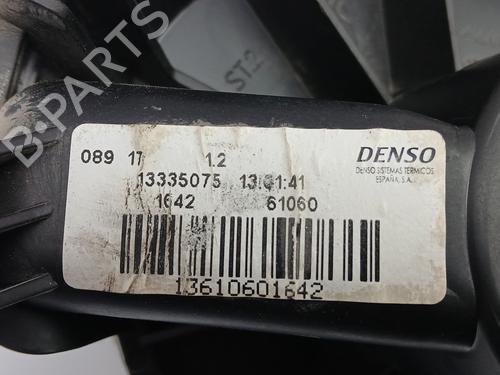 ST2
B-PARTS
089 17 1.2
13335075 13:01:41
1642 61060
DENSO
DENSO SISTEMAS TERMICOS
ESPAÑA, S.A.
13610601642